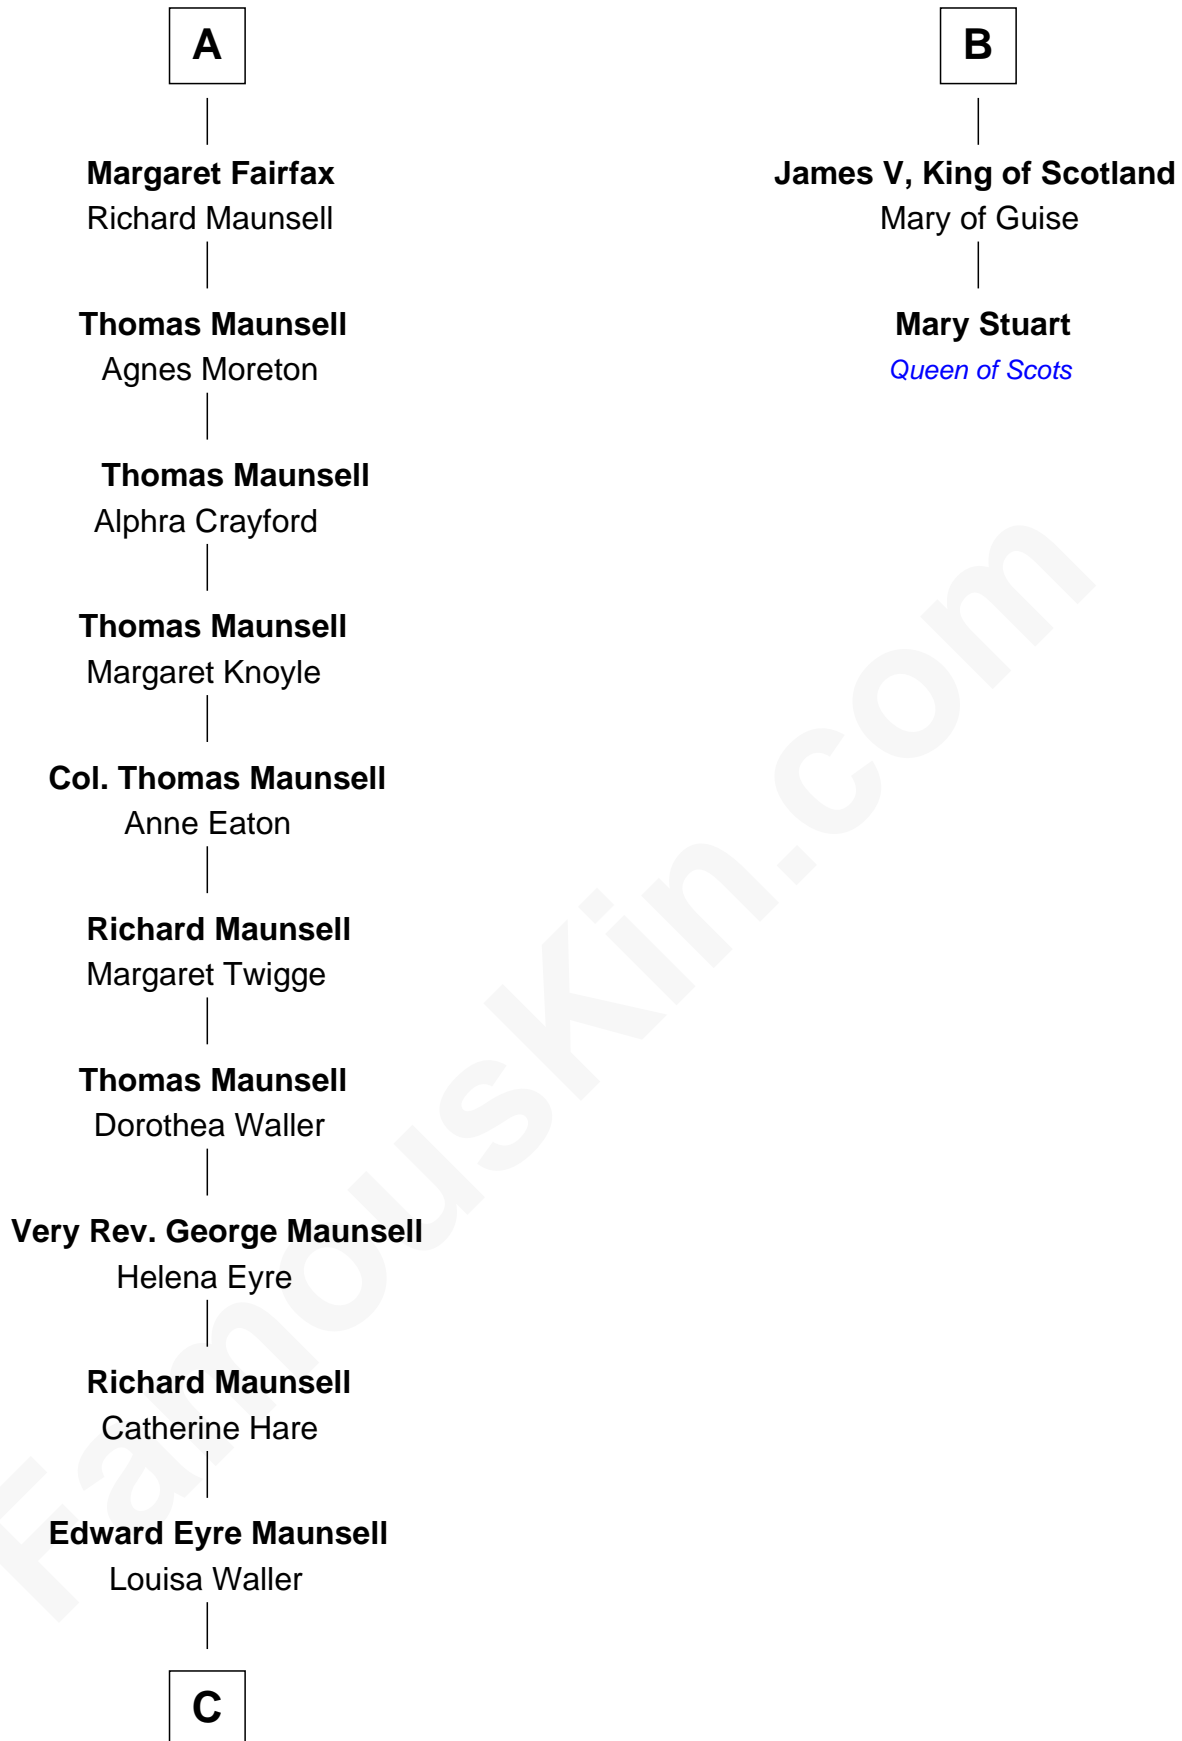 A
Margaret Fairfax
Richard Maunsell
Thomas Maunsell
Agnes Moreton
Thomas Maunsell
Alphra Crayford
Thomas Maunsell
Margaret Knoyle
Col. Thomas Maunsell
Anne Eaton
Richard Maunsell
Margaret Twigge
Thomas Maunsell
Dorothea Waller
Very Rev. George Maunsell
Helena Eyre
Richard Maunsell
Catherine Hare
Edward Eyre Maunsell
Louisa Waller
C
B
James V, King of Scotland
Mary of Guise
Mary Stuart
Queen of Scots
FamousKin.com